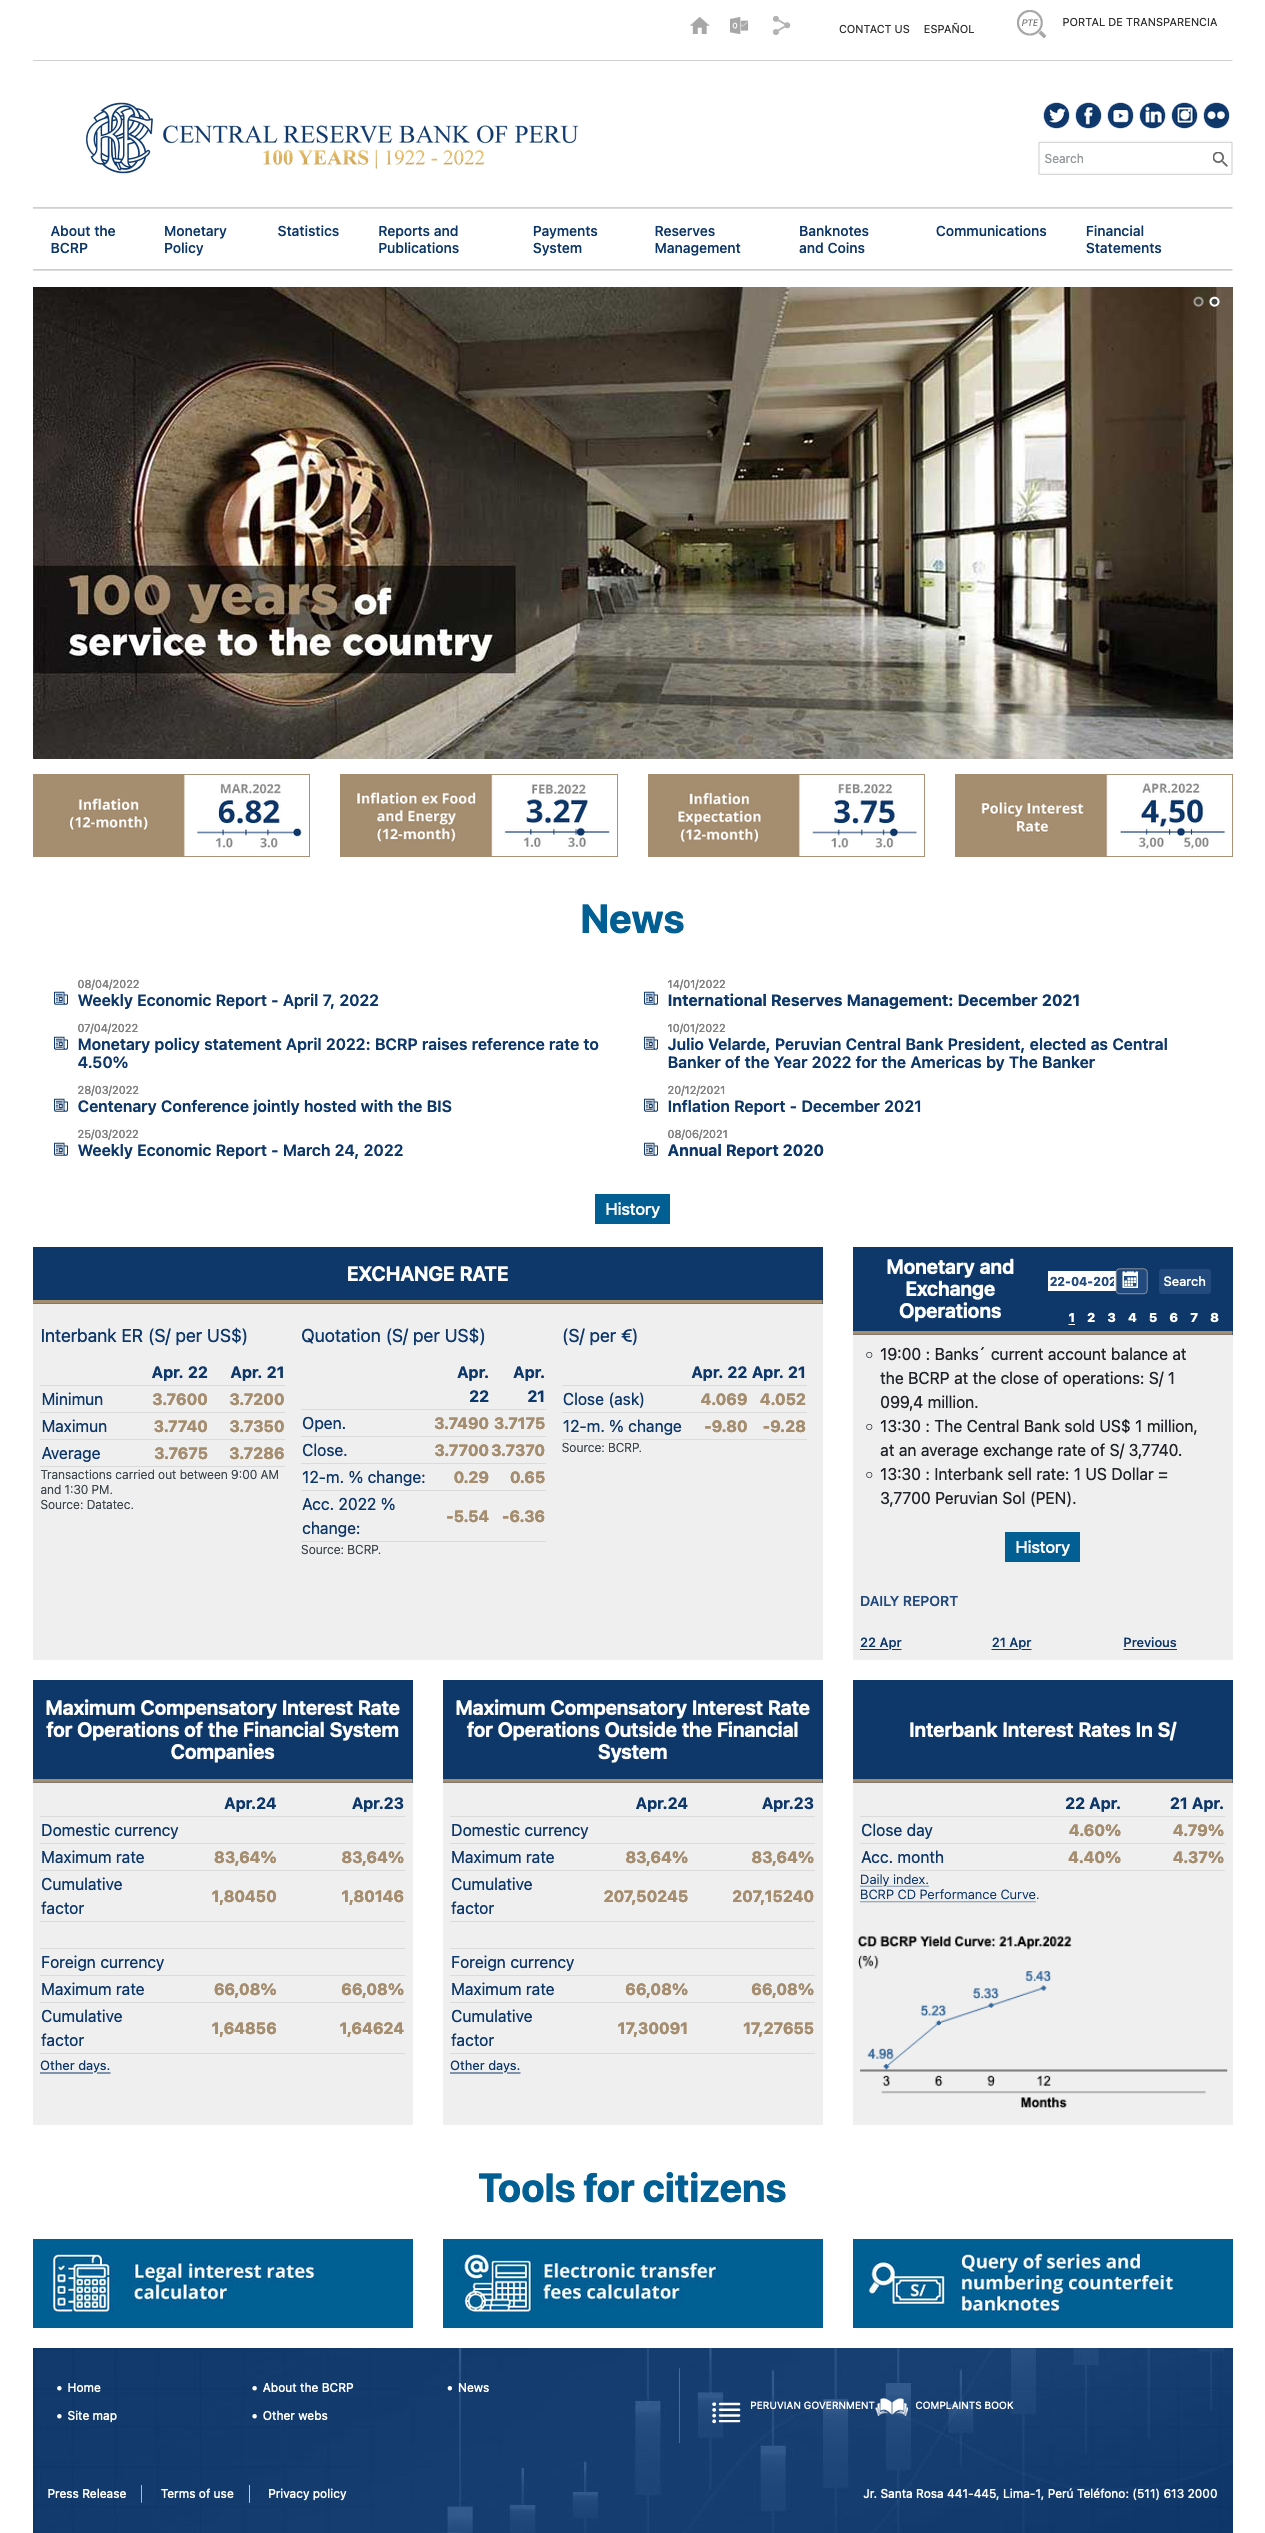 CONTACT US
ESPAÑOL
PTE
PORTAL DE TRANSPARENCIA
CENTRAL RESERVE BANK OF PERU
100 YEARS | 1922 - 2022
Search
About the
BCRP
Monetary
Policy
Statistics
Reports and
Publications
Payments
System
Reserves
Management
Banknotes
and Coins
Communications
Financial
Statements
100 years of
service to the country
Inflation
(12-month)
MAR.2022
6.82
1.0 3.0
Inflation ex Food
and Energy
(12-month)
FEB.2022
3.27
1.0 3.0
Inflation
Expectation
(12-month)
FEB.2022
3.75
1.0 3.0
Policy Interest
Rate
APR.2022
4,50
3,00 5,00
News
08/04/2022
Weekly Economic Report - April 7, 2022
07/04/2022
Monetary policy statement April 2022: BCRP raises reference rate to
4.50%
28/03/2022
Centenary Conference jointly hosted with the BIS
25/03/2022
Weekly Economic Report - March 24, 2022
14/01/2022
International Reserves Management: December 2021
10/01/2022
Julio Velarde, Peruvian Central Bank President, elected as Central
Banker of the Year 2022 for the Americas by The Banker
20/12/2021
Inflation Report - December 2021
08/06/2021
Annual Report 2020
History
EXCHANGE RATE
Interbank ER (S/ per US$)
Apr. 22 Apr. 21
Minimun 3.7600 3.7200
Maximun 3.7740 3.7350
Average 3.7675 3.7286
Transactions carried out between 9:00 AM
and 1:30 PM.
Source: Datatec.
Quotation (S/ per US$)
Apr. Apr.
22 21
Open. 3.7490 3.7175
Close. 3.7700 3.7370
12-m. % change: 0.29 0.65
Acc. 2022 %
change: -5.54 -6.36
Source: BCRP.
(S/ per €)
Apr. 22 Apr. 21
Close (ask) 4.069 4.052
12-m. % change -9.80 -9.28
Source: BCRP.
Monetary and
Exchange
Operations
22-04-202
Search
1 2 3 4 5 6 7 8
19:00 : Banks´ current account balance at
the BCRP at the close of operations: S/ 1
099,4 million.
13:30 : The Central Bank sold US$ 1 million,
at an average exchange rate of S/ 3,7740.
13:30 : Interbank sell rate: 1 US Dollar =
3,7700 Peruvian Sol (PEN).
History
DAILY REPORT
22 Apr 21 Apr Previous
Maximum Compensatory Interest Rate
for Operations of the Financial System
Companies
Apr.24 Apr.23
Domestic currency
Maximum rate 83,64% 83,64%
Cumulative
factor 1,80450 1,80146
Foreign currency
Maximum rate 66,08% 66,08%
Cumulative
factor 1,64856 1,64624
Other days.
Maximum Compensatory Interest Rate
for Operations Outside the Financial
System
Apr.24 Apr.23
Domestic currency
Maximum rate 83,64% 83,64%
Cumulative
factor 207,50245 207,15240
Foreign currency
Maximum rate 66,08% 66,08%
Cumulative
factor 17,30091 17,27655
Other days.
Interbank Interest Rates In S/
22 Apr. 21 Apr.
Close day 4.60% 4.79%
Acc. month 4.40% 4.37%
Daily index.
BCRP CD Performance Curve.
CD BCRP Yield Curve: 21.Apr.2022
(%)
5.43
5.33
5.23
4.98
3 6 9 12
Months
Tools for citizens
Legal interest rates
calculator
Electronic transfer
fees calculator
S/
Query of series and
numbering counterfeit
banknotes
Home
About the BCRP
News
Site map
Other webs
PERUVIAN GOVERNMENT
COMPLAINTS BOOK
Press Release
Terms of use
Privacy policy
Jr. Santa Rosa 441-445, Lima-1, Perú Teléfono: (511) 613 2000